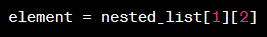 element = nested_list[1][2]